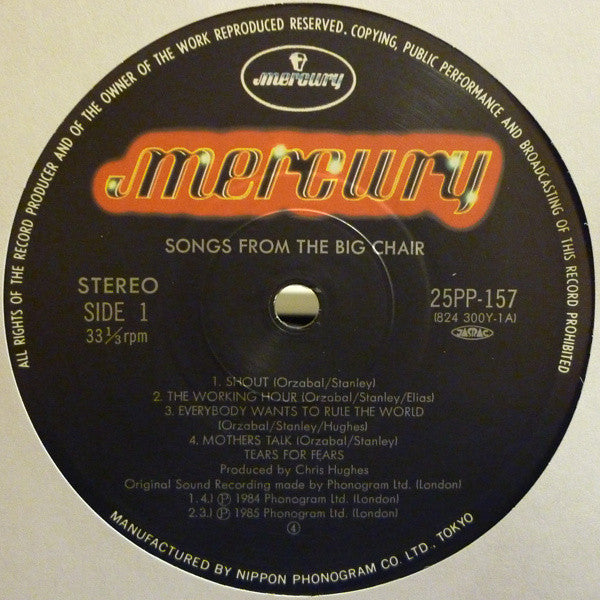 ALL RIGHTS OF THE RECORD PRODUCER AND OF THE OWNER OF THE WORK REPRODUCED RESERVED. COPYING, PUBLIC PERFORMANCE AND BROADCASTING OF THIS RECORD PROHIBITED
mercury
mercury
SONGS FROM THE BIG CHAIR
STEREO
SIDE 1
33 1/3 rpm
25PP-157
(824 300Y-1A)
JASRAC
1. SHOUT (Orzabal/Stanley)
2. THE WORKING HOUR (Orzabal/Stanley/Elias)
3. EVERYBODY WANTS TO RULE THE WORLD
(Orzabal/Stanley/Hughes)
4. MOTHERS TALK (Orzabal/Stanley)
TEARS FOR FEARS
Produced by Chris Hughes
Original Sound Recording made by Phonogram Ltd. (London)
1.4.) Ⓟ 1984 Phonogram Ltd. (London)
2.3.) Ⓟ 1985 Phonogram Ltd. (London)
④
MANUFACTURED BY NIPPON PHONOGRAM CO. LTD., TOKYO